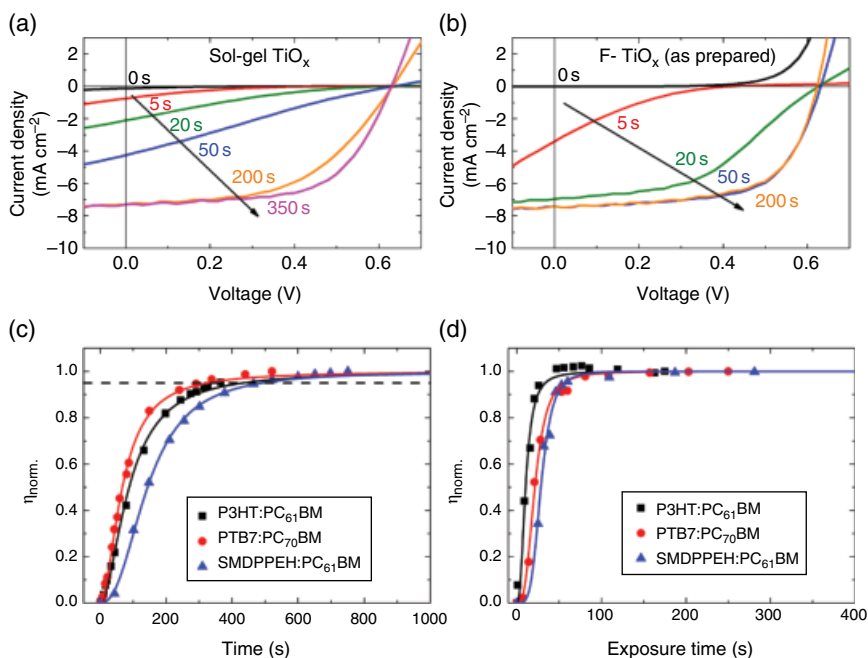 (a)
Sol-gel TiOx
2
0
−2
−4
−6
−8
−10
Current density
(mA cm−2)
0 s
5 s
20 s
50 s
200 s
350 s
0.0 0.2 0.4 0.6
Voltage (V)
(b)
F- TiOx (as prepared)
2
0
−2
−4
−6
−8
−10
Current density
(mA cm−2)
0 s
5 s
20 s
50 s
200 s
0.0 0.2 0.4 0.6
Voltage (V)
(c)
1.0
0.8
0.6
0.4
0.2
0.0
ηnorm.
P3HT:PC61BM
PTB7:PC70BM
SMDPPEH:PC61BM
0 200 400 600 800 1000
Time (s)
(d)
1.0
0.8
0.6
0.4
0.2
0.0
ηnorm.
P3HT:PC61BM
PTB7:PC70BM
SMDPPEH:PC61BM
0 100 200 300 400
Exposure time (s)